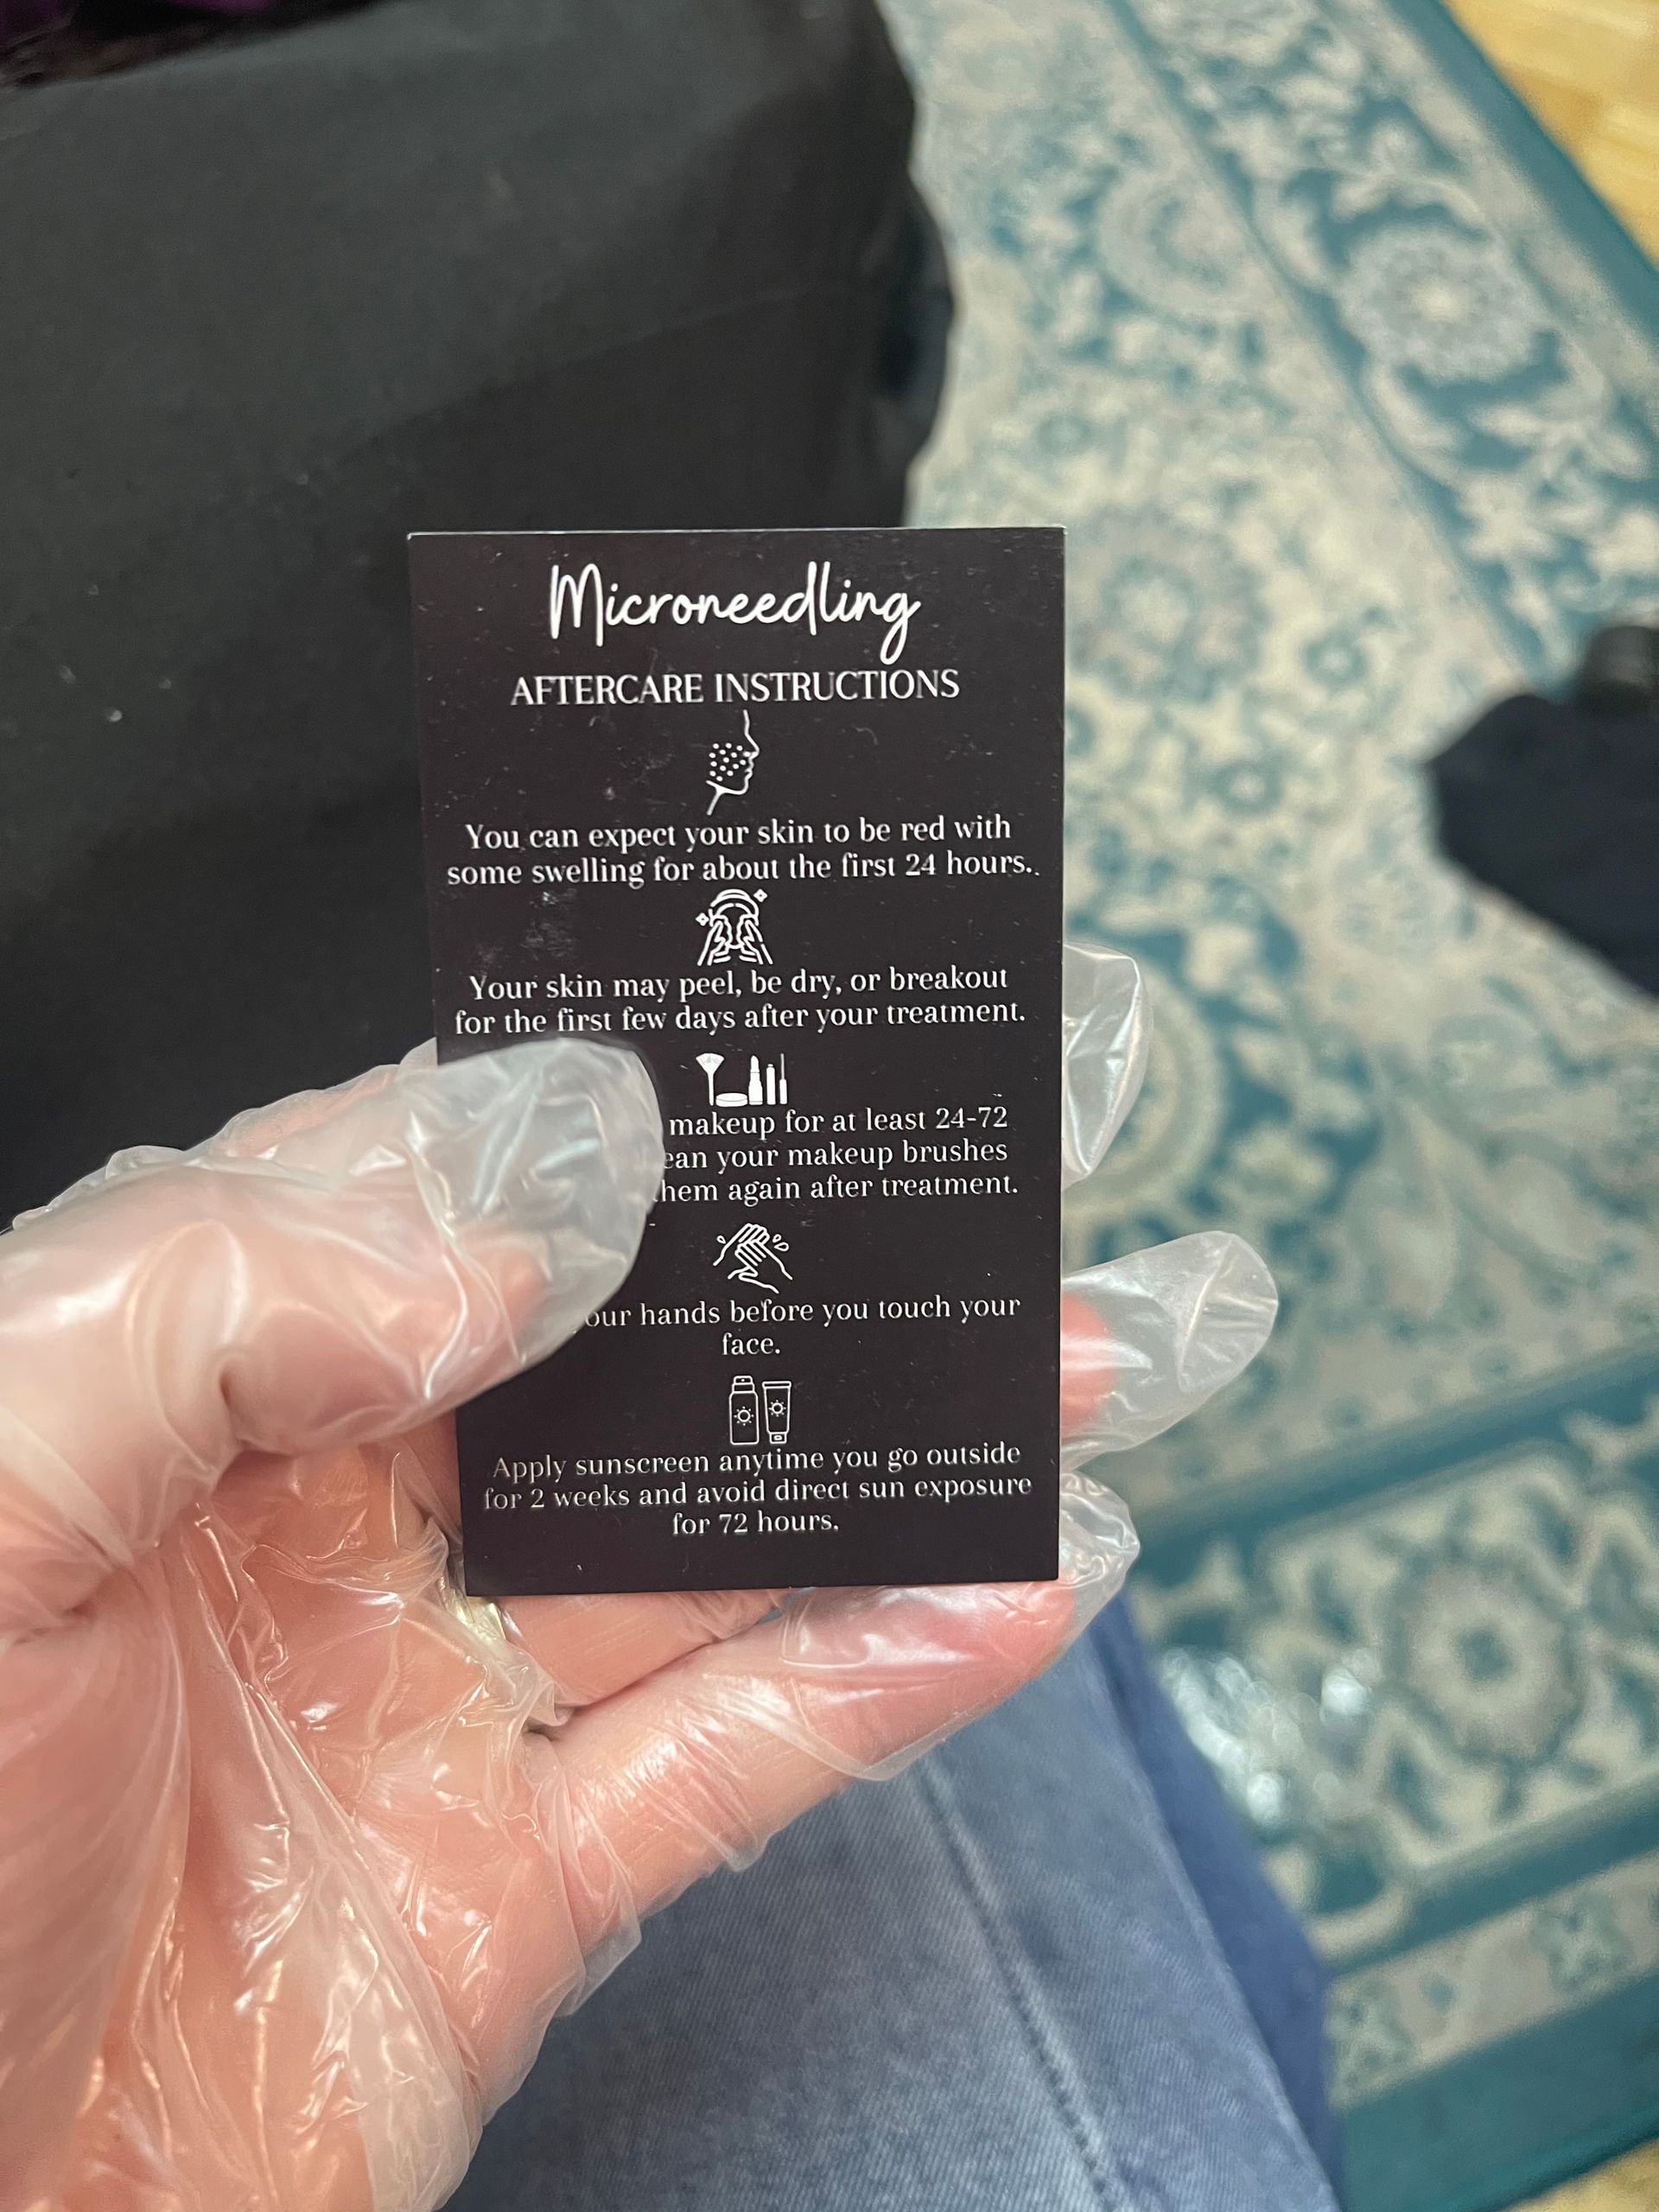 Microneedling
AFTERCARE INSTRUCTIONS
You can expect your skin to be red with
some swelling for about the first 24 hours..
Your skin may peel, be dry, or breakout
for the first few days after your treatment.
makeup for at least 24-72
your makeup brushes
again after treatment.
hands before you touch your
face.
Apply sunscreen anytime you go outside
for 2 weeks and avoid direct sun exposure
for 72 hours.